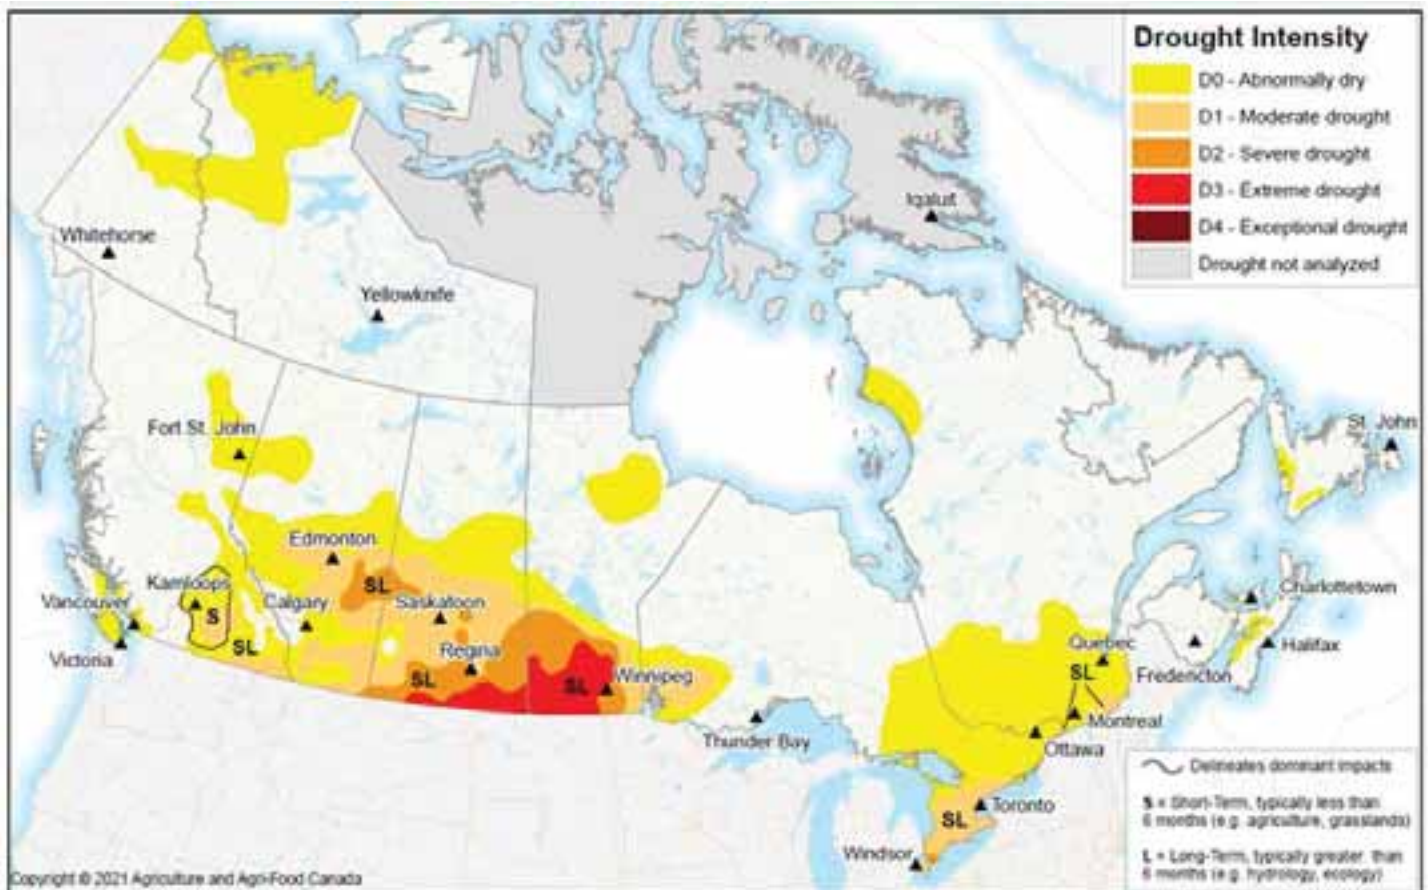 Drought Intensity
D0 - Abnormally dry
D1 - Moderate drought
D2 - Severe drought
D3 - Extreme drought
D4 - Exceptional drought
Drought not analyzed
Iqaluit
Whitehorse
Yellowknife
Fort St. John
St. John
Edmonton
SL
Kamloops
S
Calgary
Saskatoon
Charlottetown
Vancouver
SL
Regina
Quebec
Halifax
Victoria
SL
SL
Winnipeg
SL
Fredericton
Montreal
Thunder Bay
Ottawa
Delineates dominant impacts
SL
Toronto
S = Short-Term, typically less than
6 months (e.g. agriculture, grasslands)
Windsor
L = Long-Term, typically greater than
6 months (e.g. hydrology, ecology)
Copyright © 2021 Agriculture and Agri-Food Canada